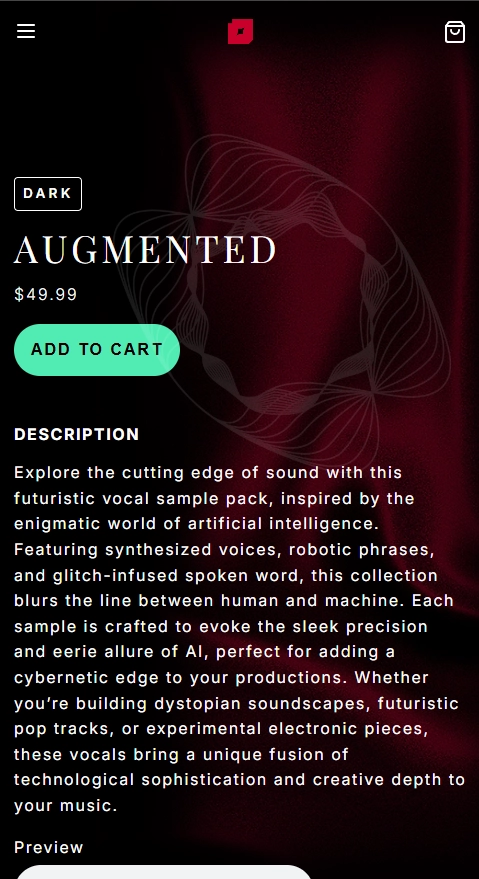 DARK
AUGMENTED
$49.99
ADD TO CART
DESCRIPTION
Explore the cutting edge of sound with this
futuristic vocal sample pack, inspired by the
enigmatic world of artificial intelligence.
Featuring synthesized voices, robotic phrases,
and glitch-infused spoken word, this collection
blurs the line between human and machine. Each
sample is crafted to evoke the sleek precision
and eerie allure of AI, perfect for adding a
cybernetic edge to your productions. Whether
you’re building dystopian soundscapes, futuristic
pop tracks, or experimental electronic pieces,
these vocals bring a unique fusion of
technological sophistication and creative depth to
your music.
Preview